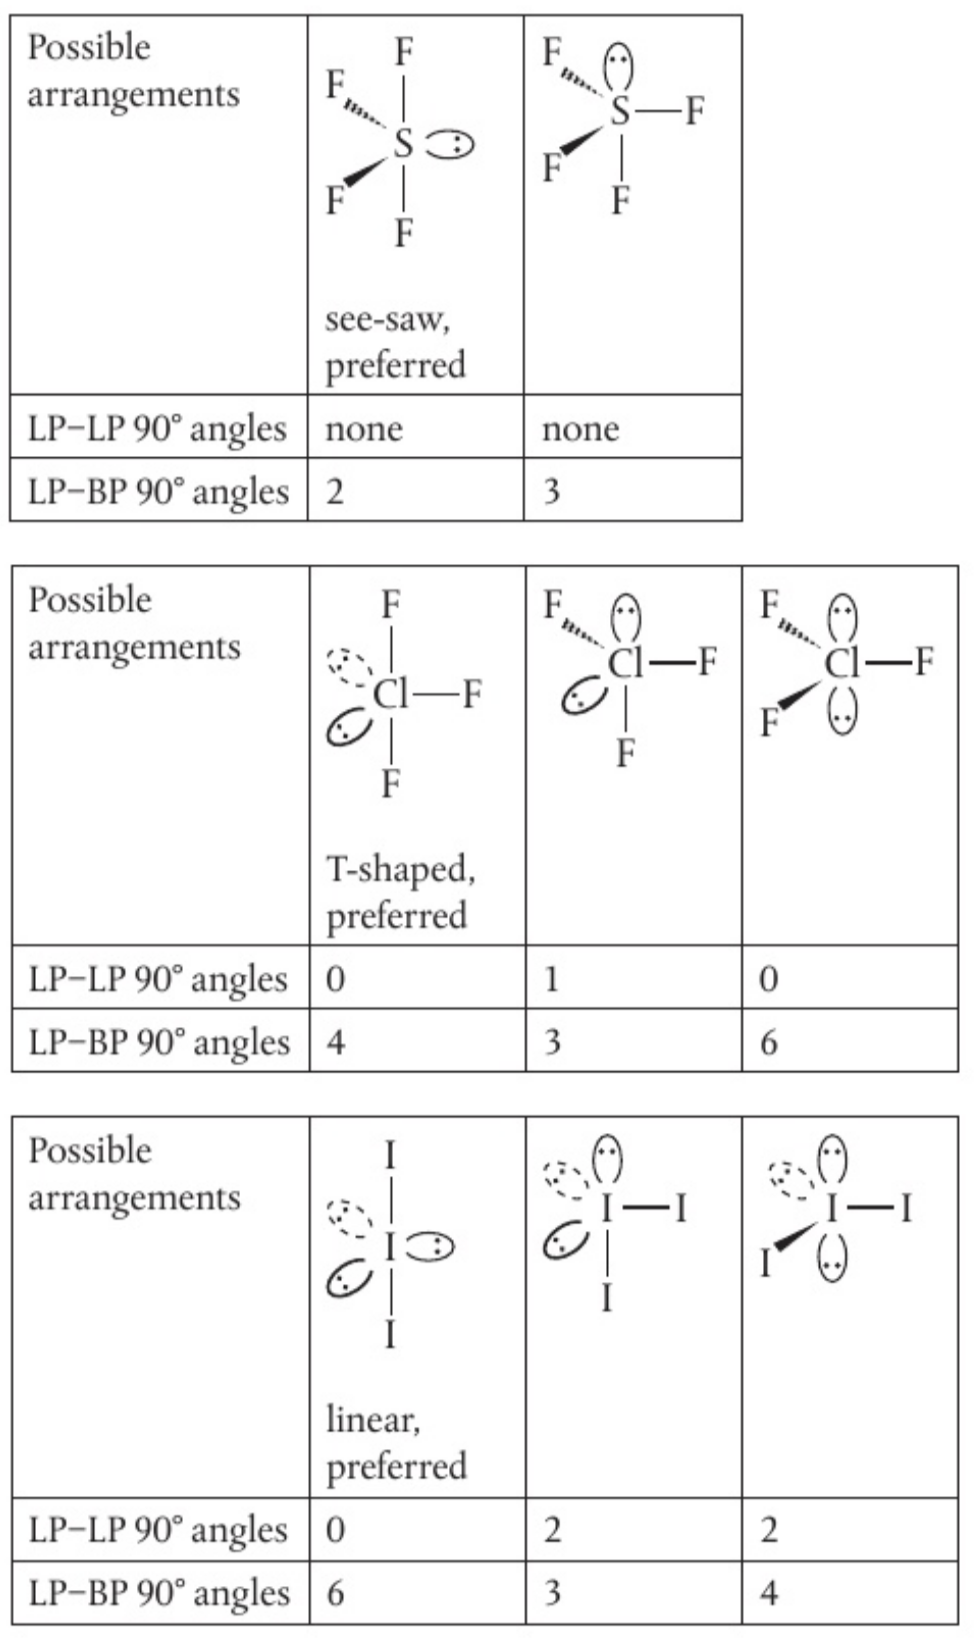 Possible
arrangements
F
F
S
F
F
see-saw,
preferred
F
S F
F
F
LP–LP 90° angles none none
LP–BP 90° angles 2 3
Possible
arrangements
F
Cl F
F
T-shaped,
preferred
F
Cl F
F
F
Cl F
F
LP–LP 90° angles 0 1 0
LP–BP 90° angles 4 3 6
Possible
arrangements
I
I
I
linear,
preferred
I I
I
I I
I
LP–LP 90° angles 0 2 2
LP–BP 90° angles 6 3 4